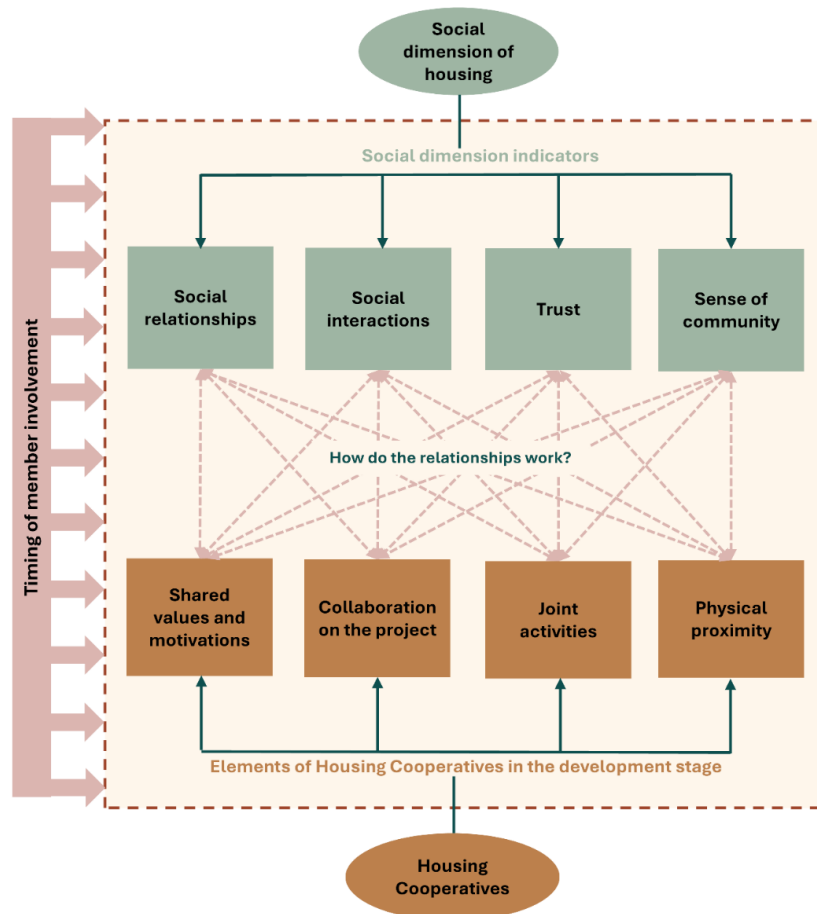 Social
dimension of
housing
Social dimension indicators
Social
relationships
Social
interactions
Trust
Sense of
community
Timing of member involvement
How do the relationships work?
Shared
values and
motivations
Collaboration
on the project
Joint
activities
Physical
proximity
Elements of Housing Cooperatives in the development stage
Housing
Cooperatives